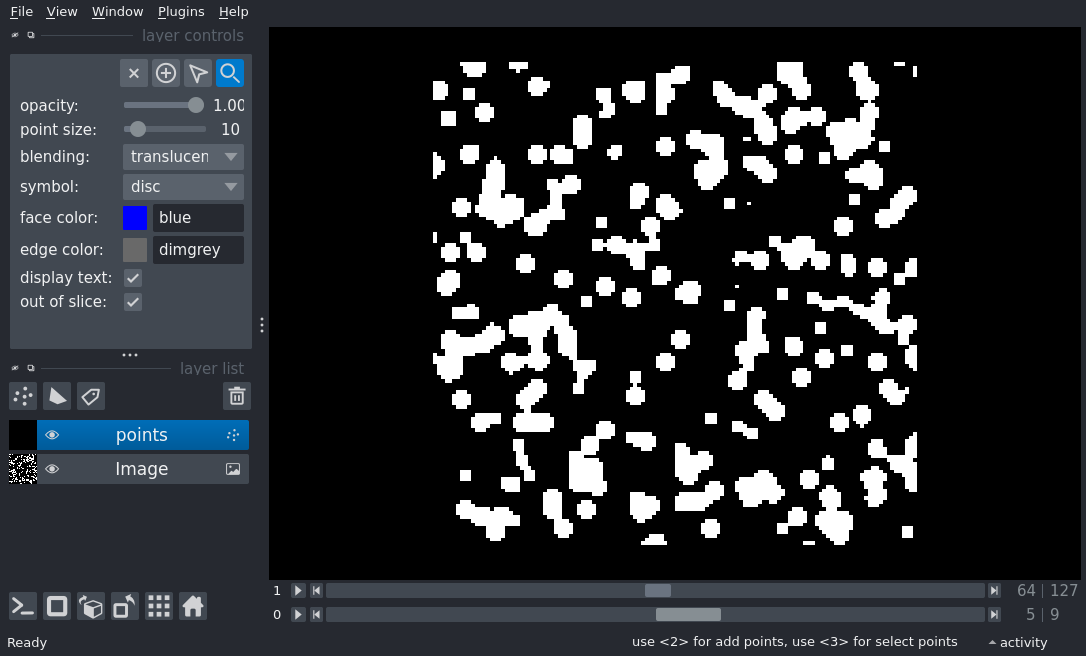 File View Window Plugins Help
layer controls
opacity: 1.00
point size: 10
blending: translucen
symbol: disc
face color: blue
edge color: dimgrey
display text:
out of slice:
layer list
points
Image
1 64 | 127
0 5 | 9
Ready use <2> for add points, use <3> for select points activity